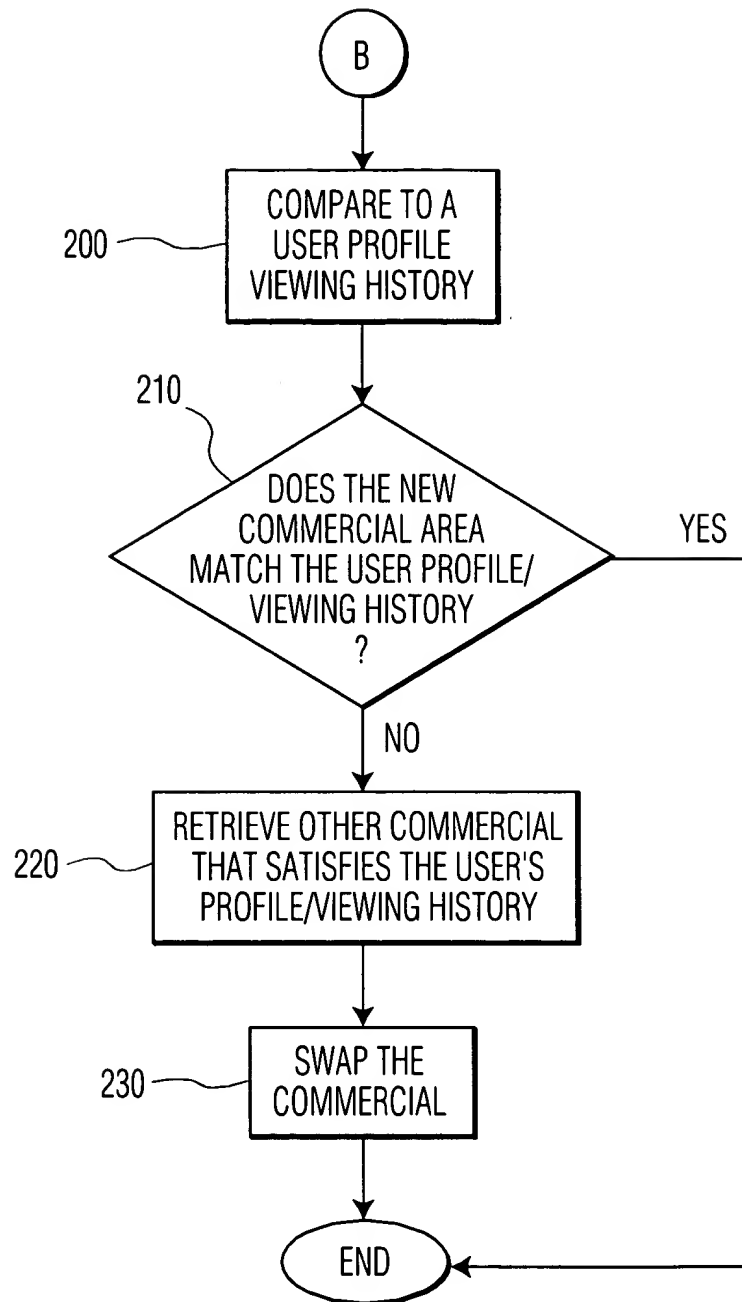 B
200
COMPARE TO A
USER PROFILE
VIEWING HISTORY
210
DOES THE NEW
COMMERCIAL AREA
MATCH THE USER PROFILE/
VIEWING HISTORY
?
YES
NO
220
RETRIEVE OTHER COMMERCIAL
THAT SATISFIES THE USER'S
PROFILE/VIEWING HISTORY
230
SWAP THE
COMMERCIAL
END